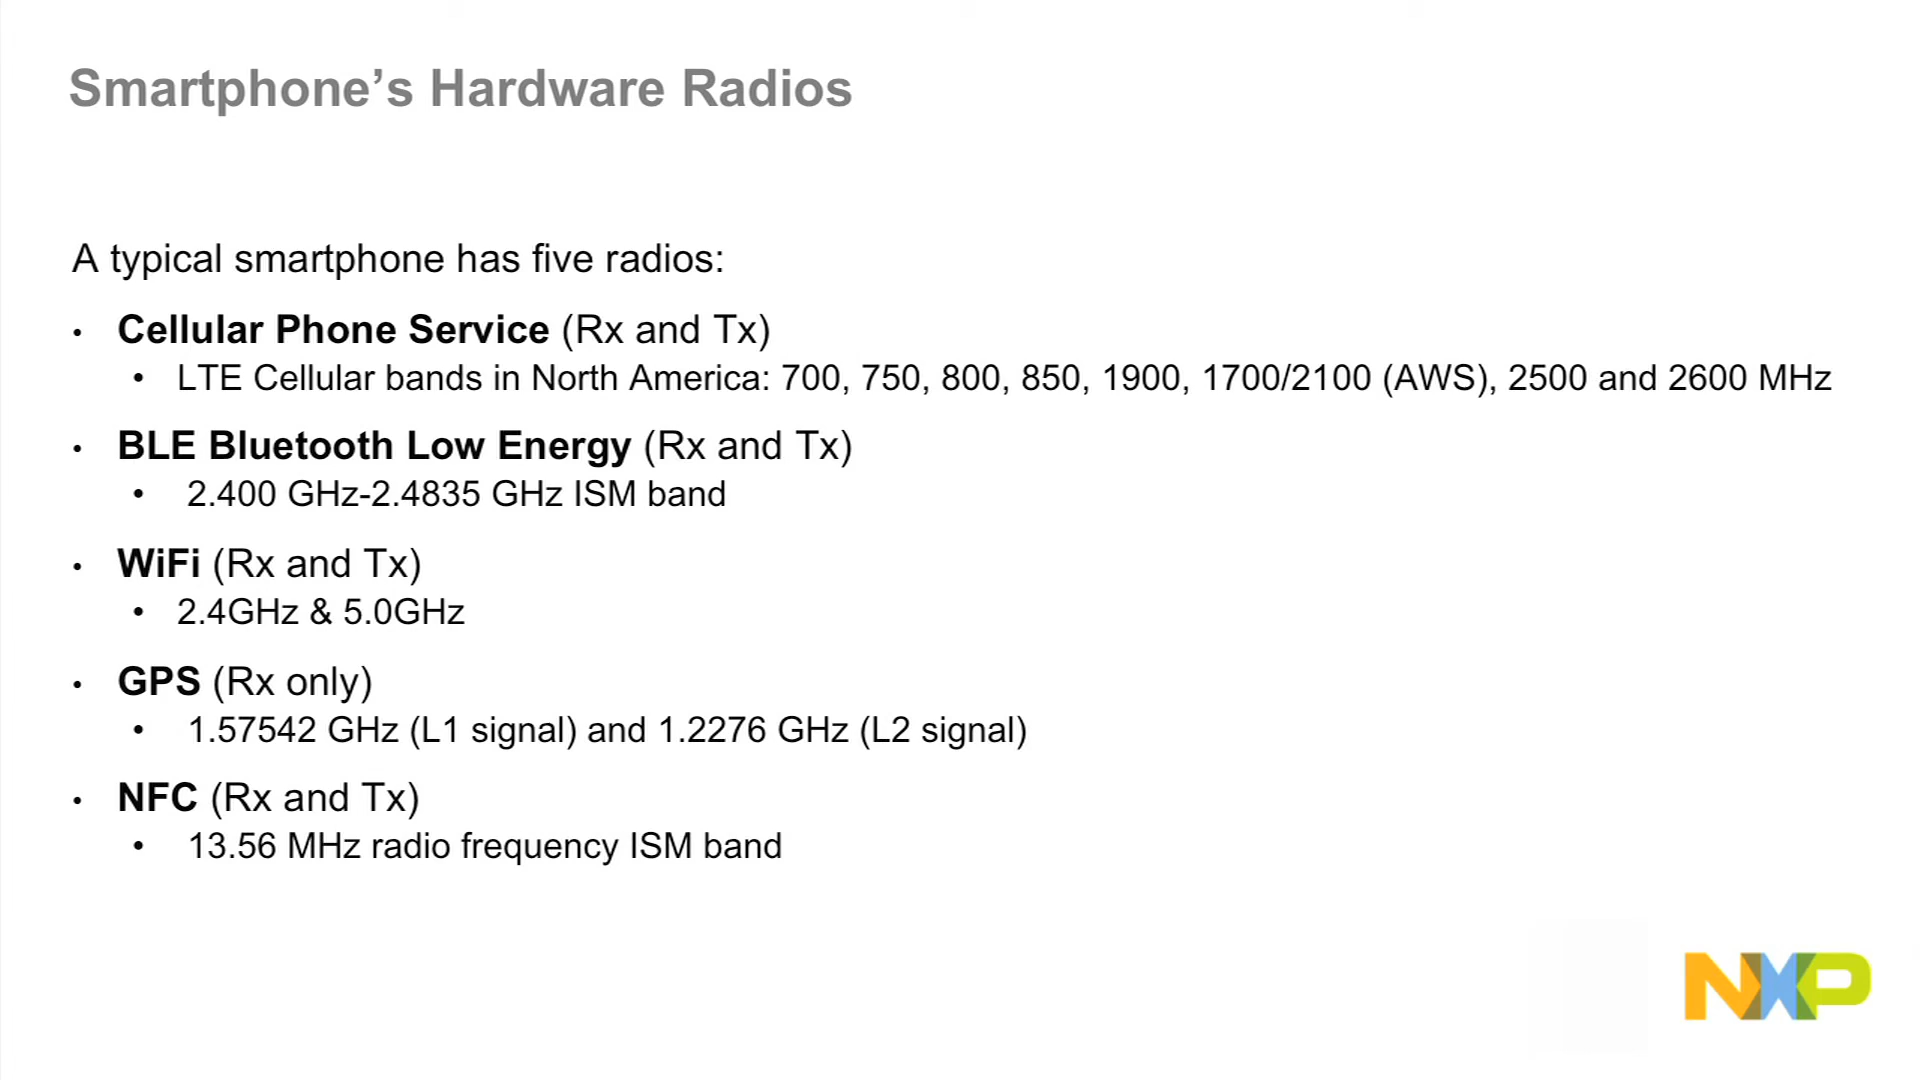 Smartphone’s Hardware Radios
A typical smartphone has five radios:
• Cellular Phone Service (Rx and Tx)
• LTE Cellular bands in North America: 700, 750, 800, 850, 1900, 1700/2100 (AWS), 2500 and 2600 MHz
• BLE Bluetooth Low Energy (Rx and Tx)
• 2.400 GHz-2.4835 GHz ISM band
• WiFi (Rx and Tx)
• 2.4GHz & 5.0GHz
• GPS (Rx only)
• 1.57542 GHz (L1 signal) and 1.2276 GHz (L2 signal)
• NFC (Rx and Tx)
• 13.56 MHz radio frequency ISM band
NXP